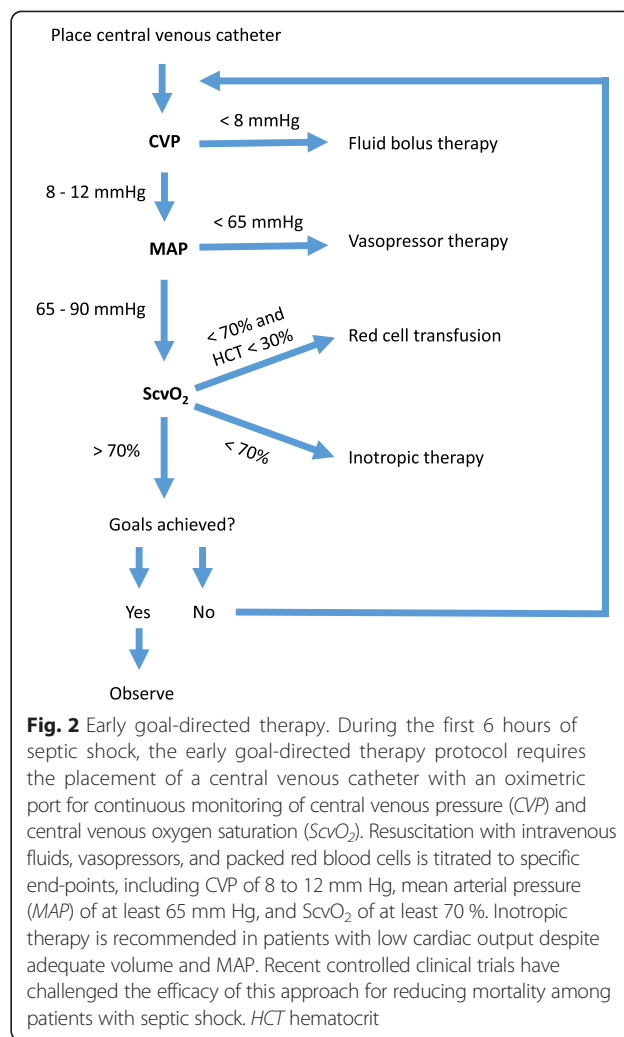 Place central venous catheter
< 8 mmHg
CVP
Fluid bolus therapy
8 - 12 mmHg
< 65 mmHg
MAP
Vasopressor therapy
65 - 90 mmHg
< 70% and
HCT < 30%
Red cell transfusion
ScvO₂
> 70%
< 70%
Inotropic therapy
Goals achieved?
Yes
No
Observe
Fig. 2 Early goal-directed therapy. During the first 6 hours of
septic shock, the early goal-directed therapy protocol requires
the placement of a central venous catheter with an oximetric
port for continuous monitoring of central venous pressure (CVP) and
central venous oxygen saturation (ScvO₂). Resuscitation with intravenous
fluids, vasopressors, and packed red blood cells is titrated to specific
end-points, including CVP of 8 to 12 mm Hg, mean arterial pressure
(MAP) of at least 65 mm Hg, and ScvO₂ of at least 70 %. Inotropic
therapy is recommended in patients with low cardiac output despite
adequate volume and MAP. Recent controlled clinical trials have
challenged the efficacy of this approach for reducing mortality among
patients with septic shock. HCT hematocrit